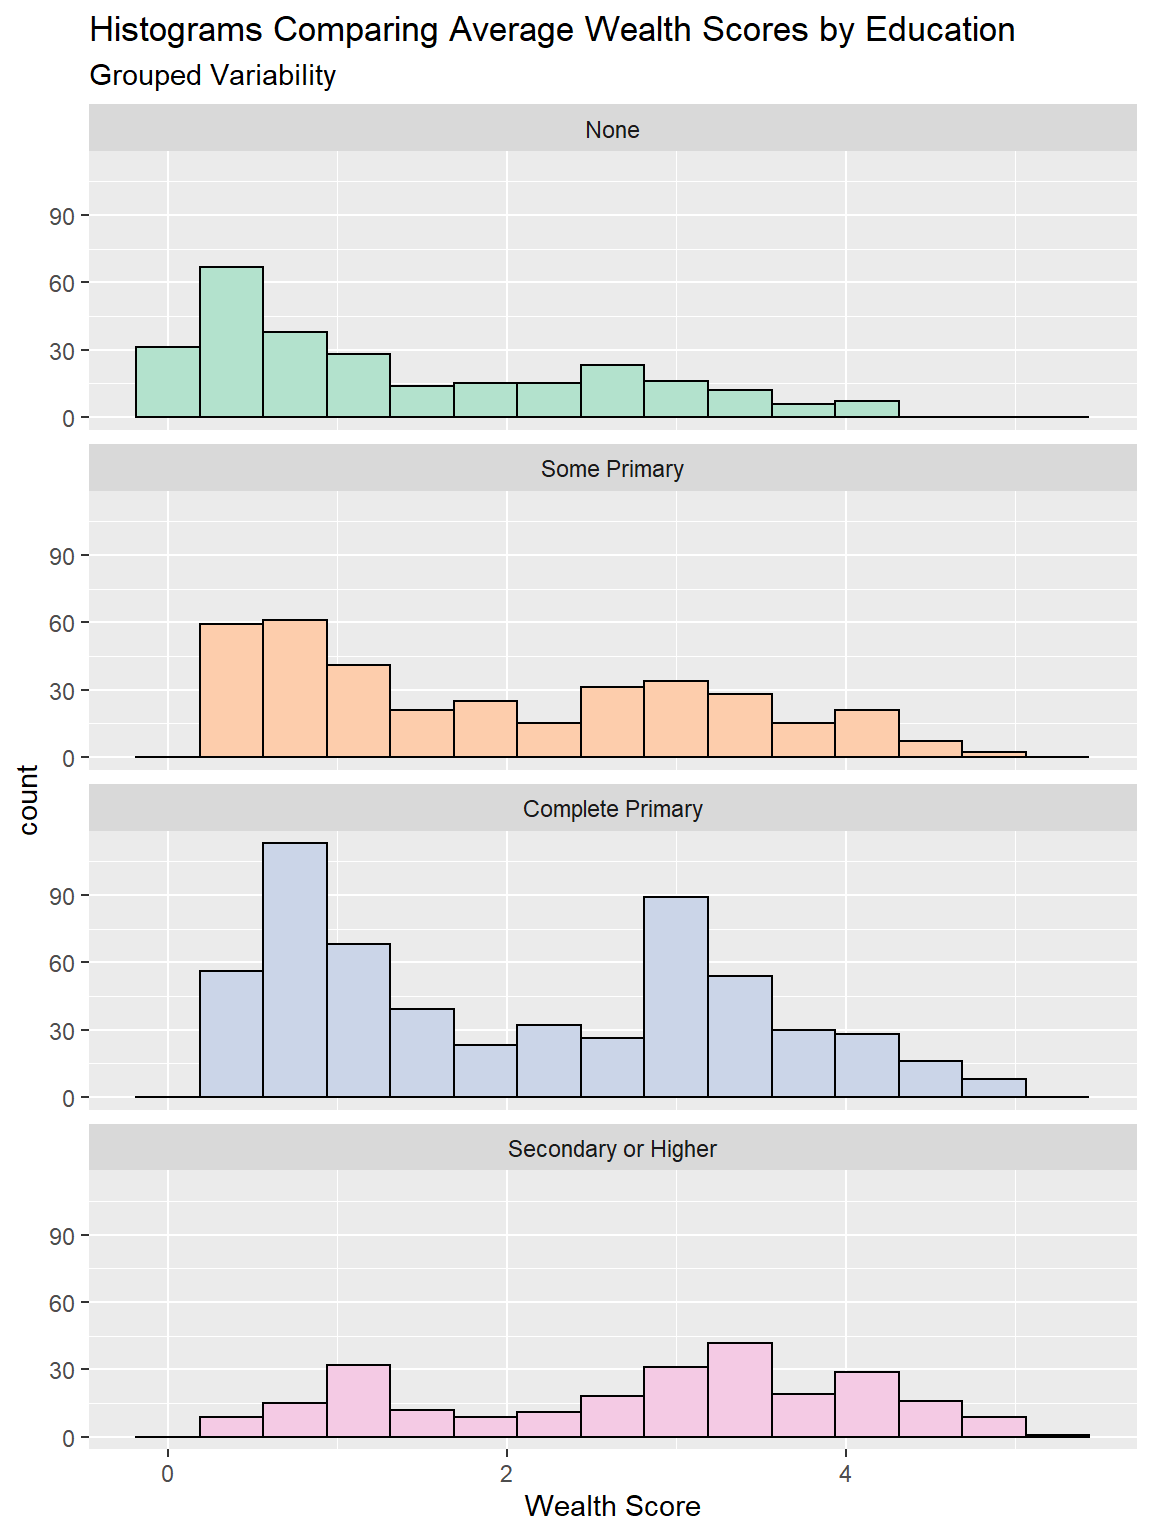 Histograms Comparing Average Wealth Scores by Education
Grouped Variability
None
90
60
30
0
Some Primary
90
60
30
0
Complete Primary
90
60
30
0
Secondary or Higher
90
60
30
0
count
0 2 4
Wealth Score